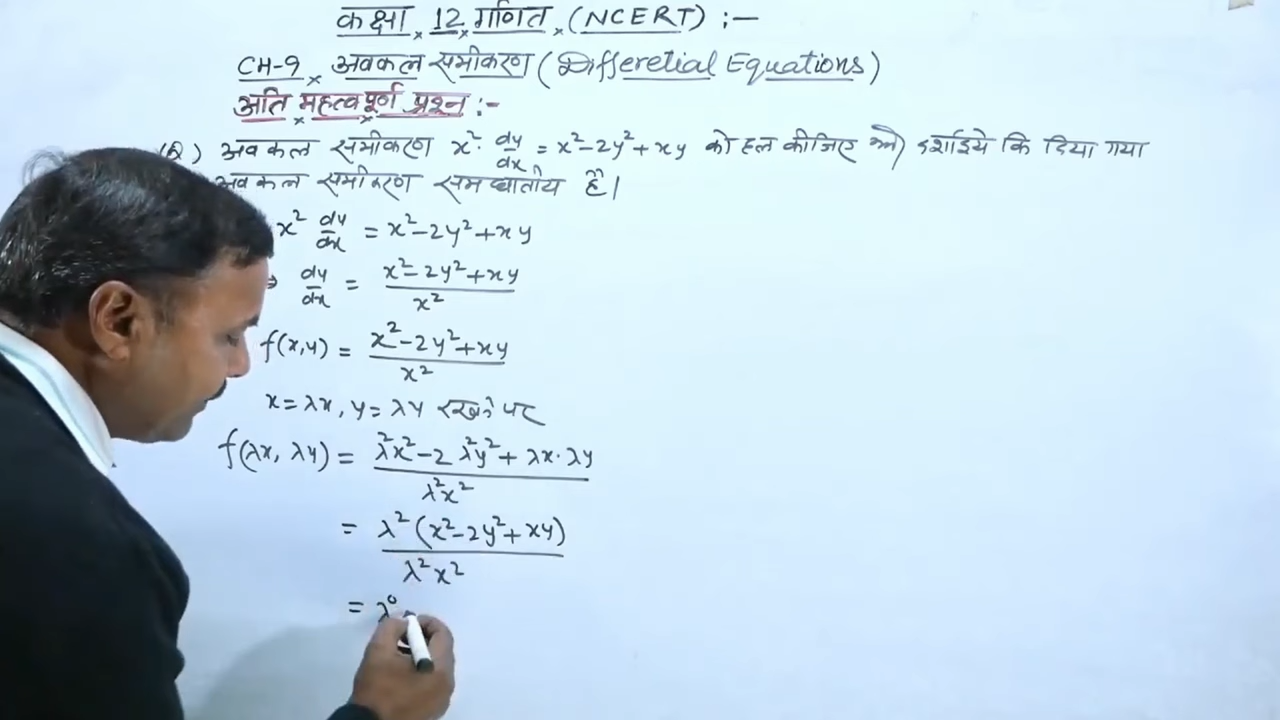 कक्षा 12 गणित (NCERT) :-
CH-9 अवकल समीकरण (Differetial Equations)
अति महत्वपूर्ण प्रश्न :-
अवकल समीकरण x²· dy/dx = x²-2y²+xy को हल कीजिए दर्शाइये कि दिया गया
अवकल समीकरण समघातीय है।
x² dy/dx = x²-2y²+xy
dy/dx = (x²-2y²+xy)/x²
f(x,y) = (x²-2y²+xy)/x²
x=λx, y=λy रखने पर
f(λx, λy) = (λ²x²-2λ²y²+λx·λy)/λ²x²
= λ²(x²-2y²+xy)/λ²x²
= λ⁰